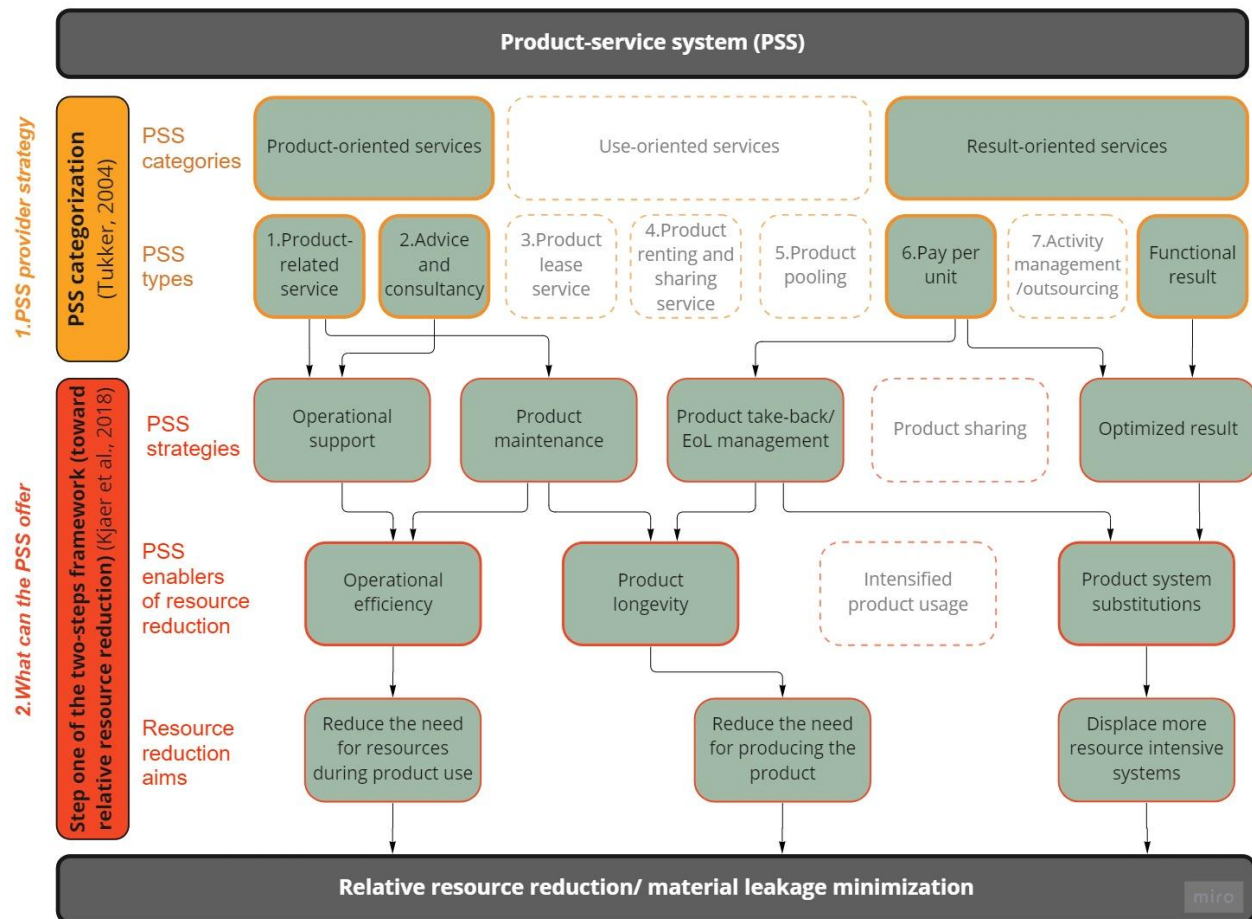 Product-service system (PSS)
1.PSS provider strategy
PSS categorization
(Tukker, 2004)
PSS
categories
Product-oriented services
Use-oriented services
Result-oriented services
PSS
types
1.Product-
related
service
2.Advice
and
consultancy
3.Product
lease
service
4.Product
renting and
sharing
service
5.Product
pooling
6.Pay per
unit
7.Activity
management
/outsourcing
Functional
result
2.What can the PSS offer
Step one of the two-steps framework (toward
relative resource reduction) (Kjaer et al., 2018)
PSS
strategies
Operational
support
Product
maintenance
Product take-back/
EoL management
Product sharing
Optimized result
PSS
enablers
of resource
reduction
Operational
efficiency
Product
longevity
Intensified
product usage
Product system
substitutions
Resource
reduction
aims
Reduce the need
for resources
during product use
Reduce the need
for producing the
product
Displace more
resource intensive
systems
Relative resource reduction/ material leakage minimization
miro